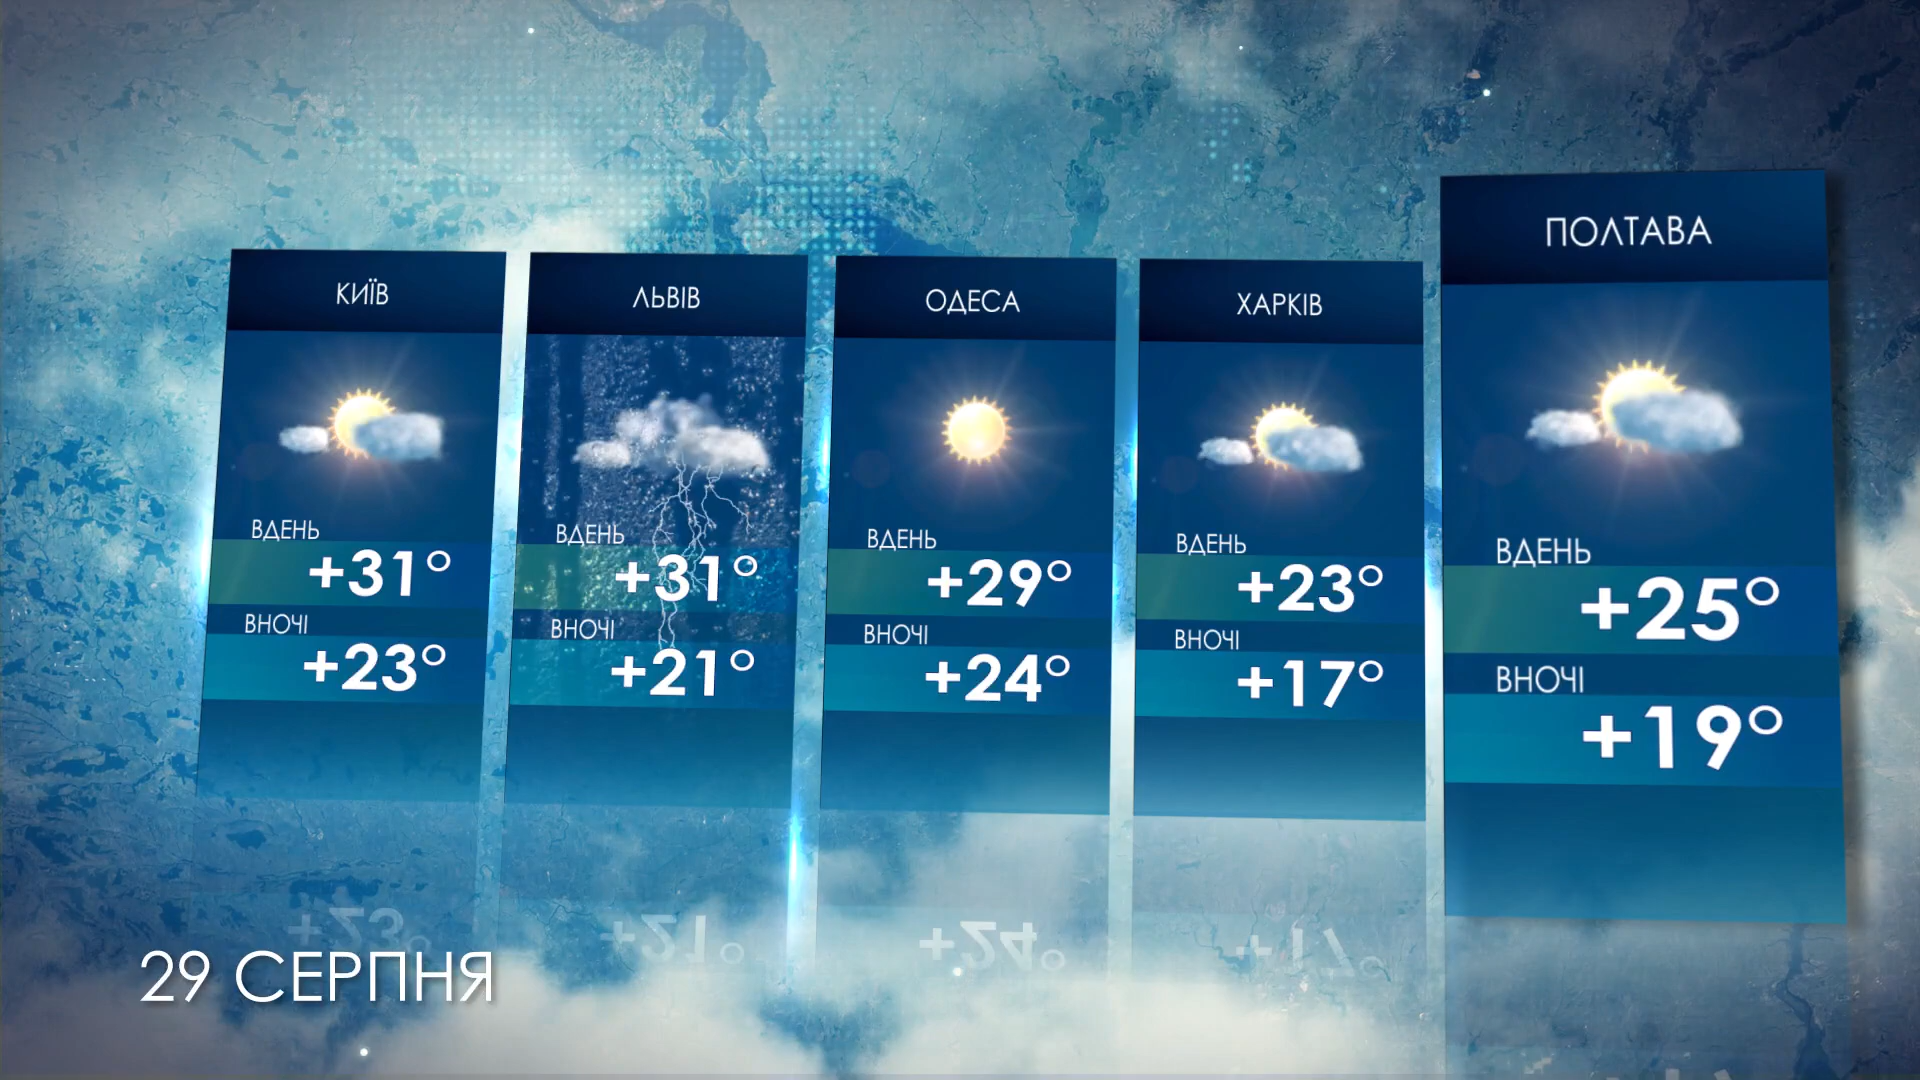 КИЇВ
ВДЕНЬ
+31°
ВНОЧІ
+23°
ЛЬВІВ
ВДЕНЬ
+31°
ВНОЧІ
+21°
ОДЕСА
ВДЕНЬ
+29°
ВНОЧІ
+24°
ХАРКІВ
ВДЕНЬ
+23°
ВНОЧІ
+17°
ПОЛТАВА
ВДЕНЬ
+25°
ВНОЧІ
+19°
29 СЕРПНЯ